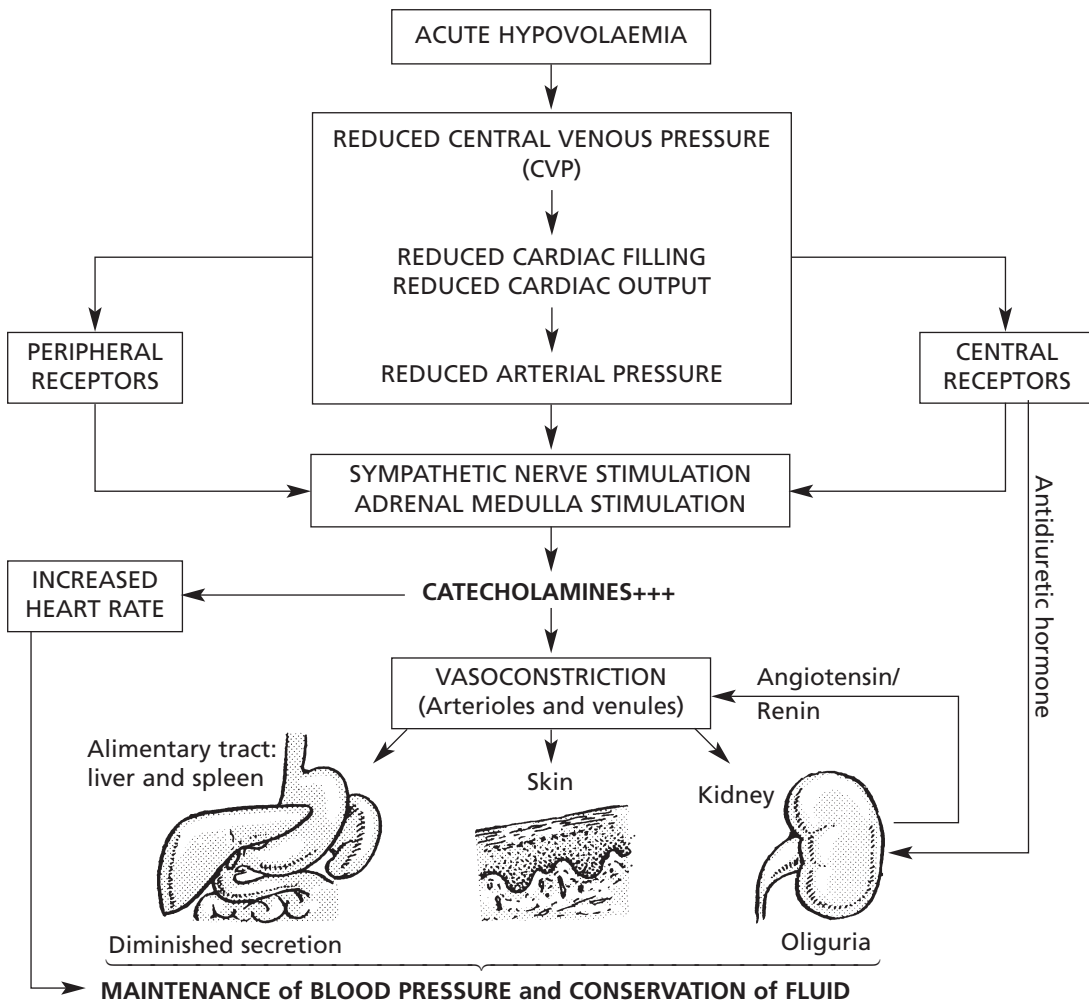 ACUTE HYPOVOLAEMIA
REDUCED CENTRAL VENOUS PRESSURE
(CVP)
REDUCED CARDIAC FILLING
REDUCED CARDIAC OUTPUT
REDUCED ARTERIAL PRESSURE
PERIPHERAL
RECEPTORS
CENTRAL
RECEPTORS
SYMPATHETIC NERVE STIMULATION
ADRENAL MEDULLA STIMULATION
Antidiuretic hormone
INCREASED
HEART RATE
CATECHOLAMINES+++
VASOCONSTRICTION
(Arterioles and venules)
Angiotensin/
Renin
Alimentary tract:
liver and spleen
Skin
Kidney
Diminished secretion
Oliguria
MAINTENANCE of BLOOD PRESSURE and CONSERVATION of FLUID